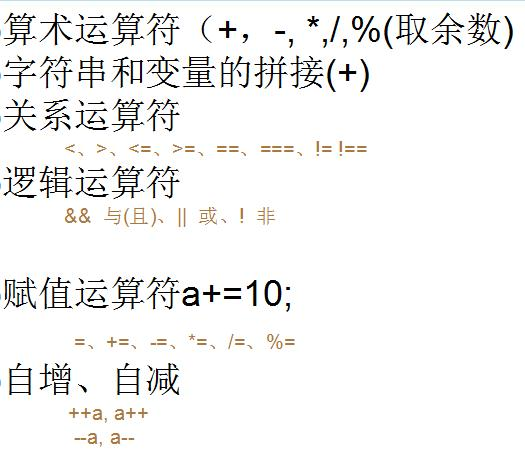 算术运算符（+，-, *,/,%(取余数)
字符串和变量的拼接(+)
关系运算符
<、>、<=、>=、==、===、!= !==
逻辑运算符
&& 与(且)、|| 或、! 非
赋值运算符a+=10;
=、+=、-=、*=、/=、%=
自增、自减
++a, a++
--a, a--